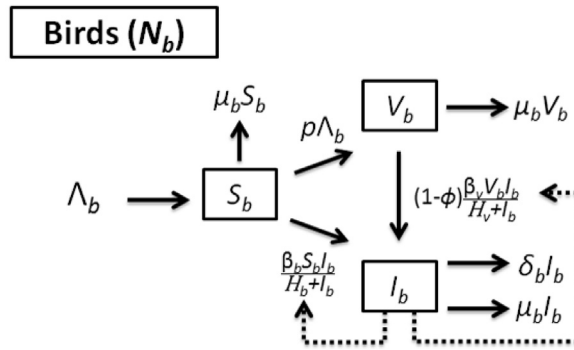 Birds (N_b)
μ_bS_b
V_b
μ_bV_b
pΛ_b
Λ_b
S_b
(1-ϕ) β_vV_bI_b / H_v+I_b
β_bS_bI_b / H_b+I_b
I_b
δ_bI_b
μ_bI_b